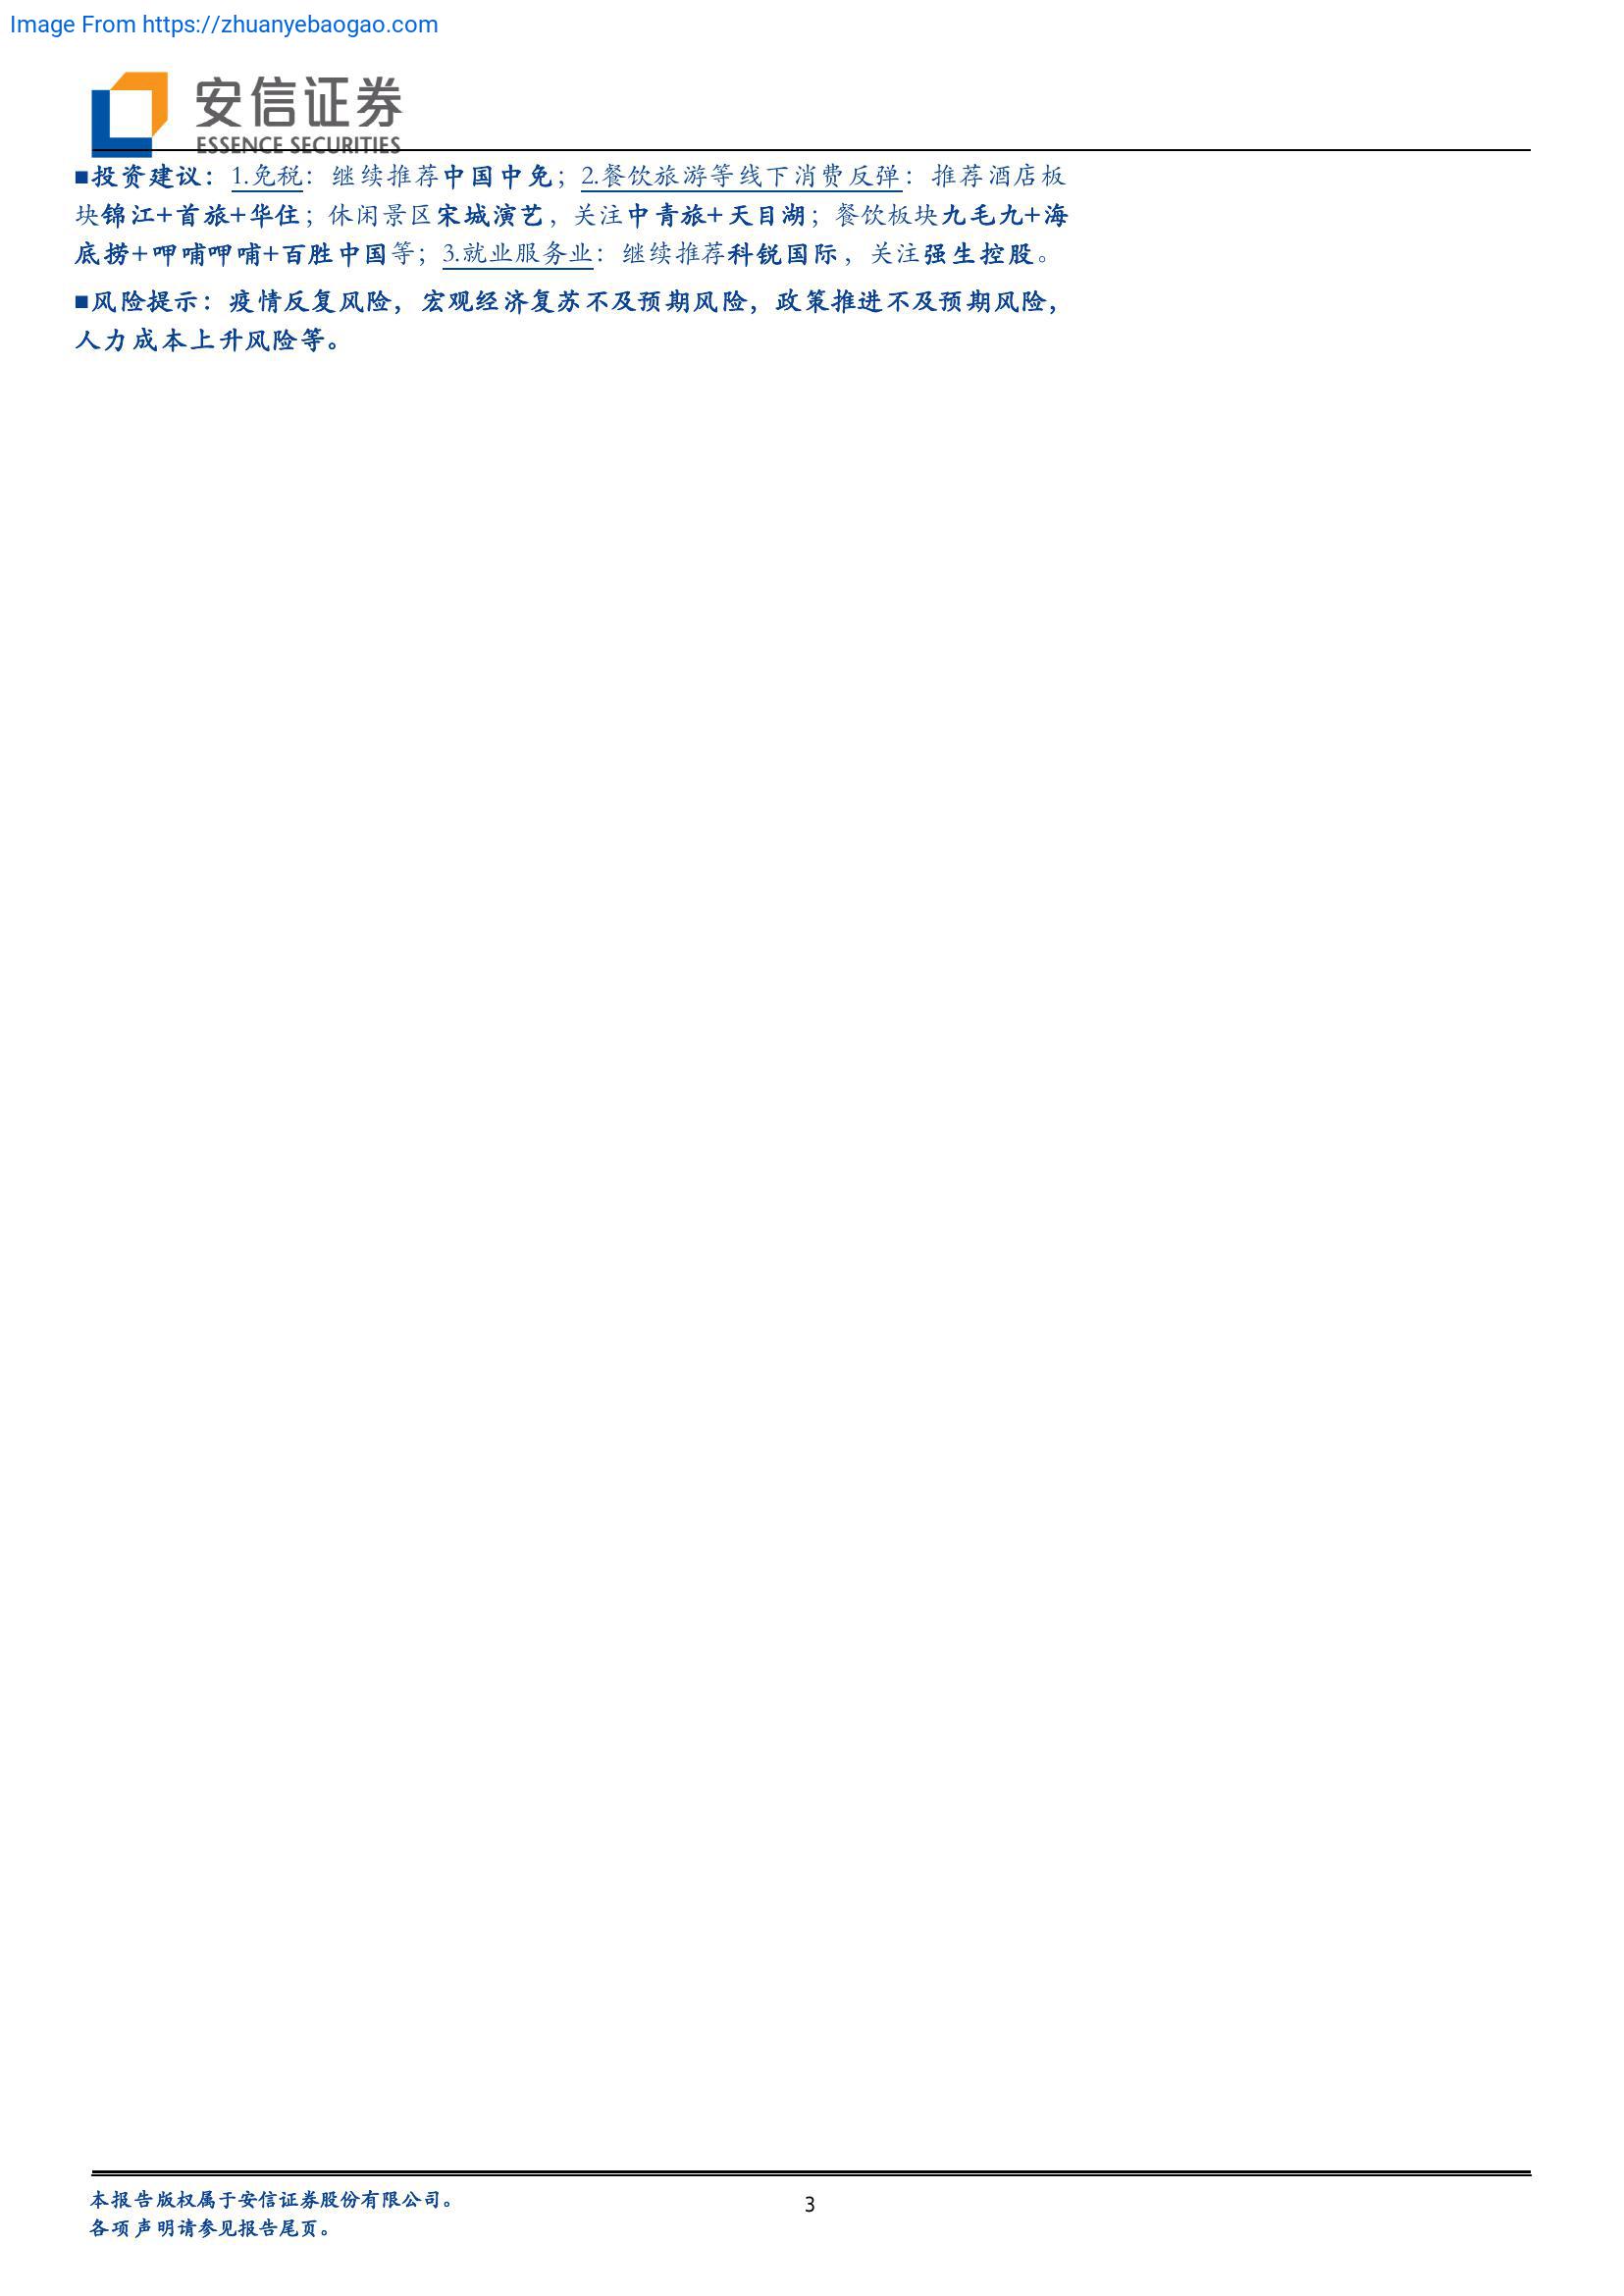 Image From https://zhuanyebaogao.com
安信证券
ESSENCE SECURITIES
■投资建议：1.免税：继续推荐中国中免；2.餐饮旅游等线下消费反弹：推荐酒店板
块锦江+首旅+华住；休闲景区宋城演艺，关注中青旅+天目湖；餐饮板块九毛九+海
底捞+呷哺呷哺+百胜中国等；3.就业服务业：继续推荐科锐国际，关注强生控股。
■风险提示：疫情反复风险，宏观经济复苏不及预期风险，政策推进不及预期风险，
人力成本上升风险等。
本报告版权属于安信证券股份有限公司。
3
各项声明请参见报告尾页。